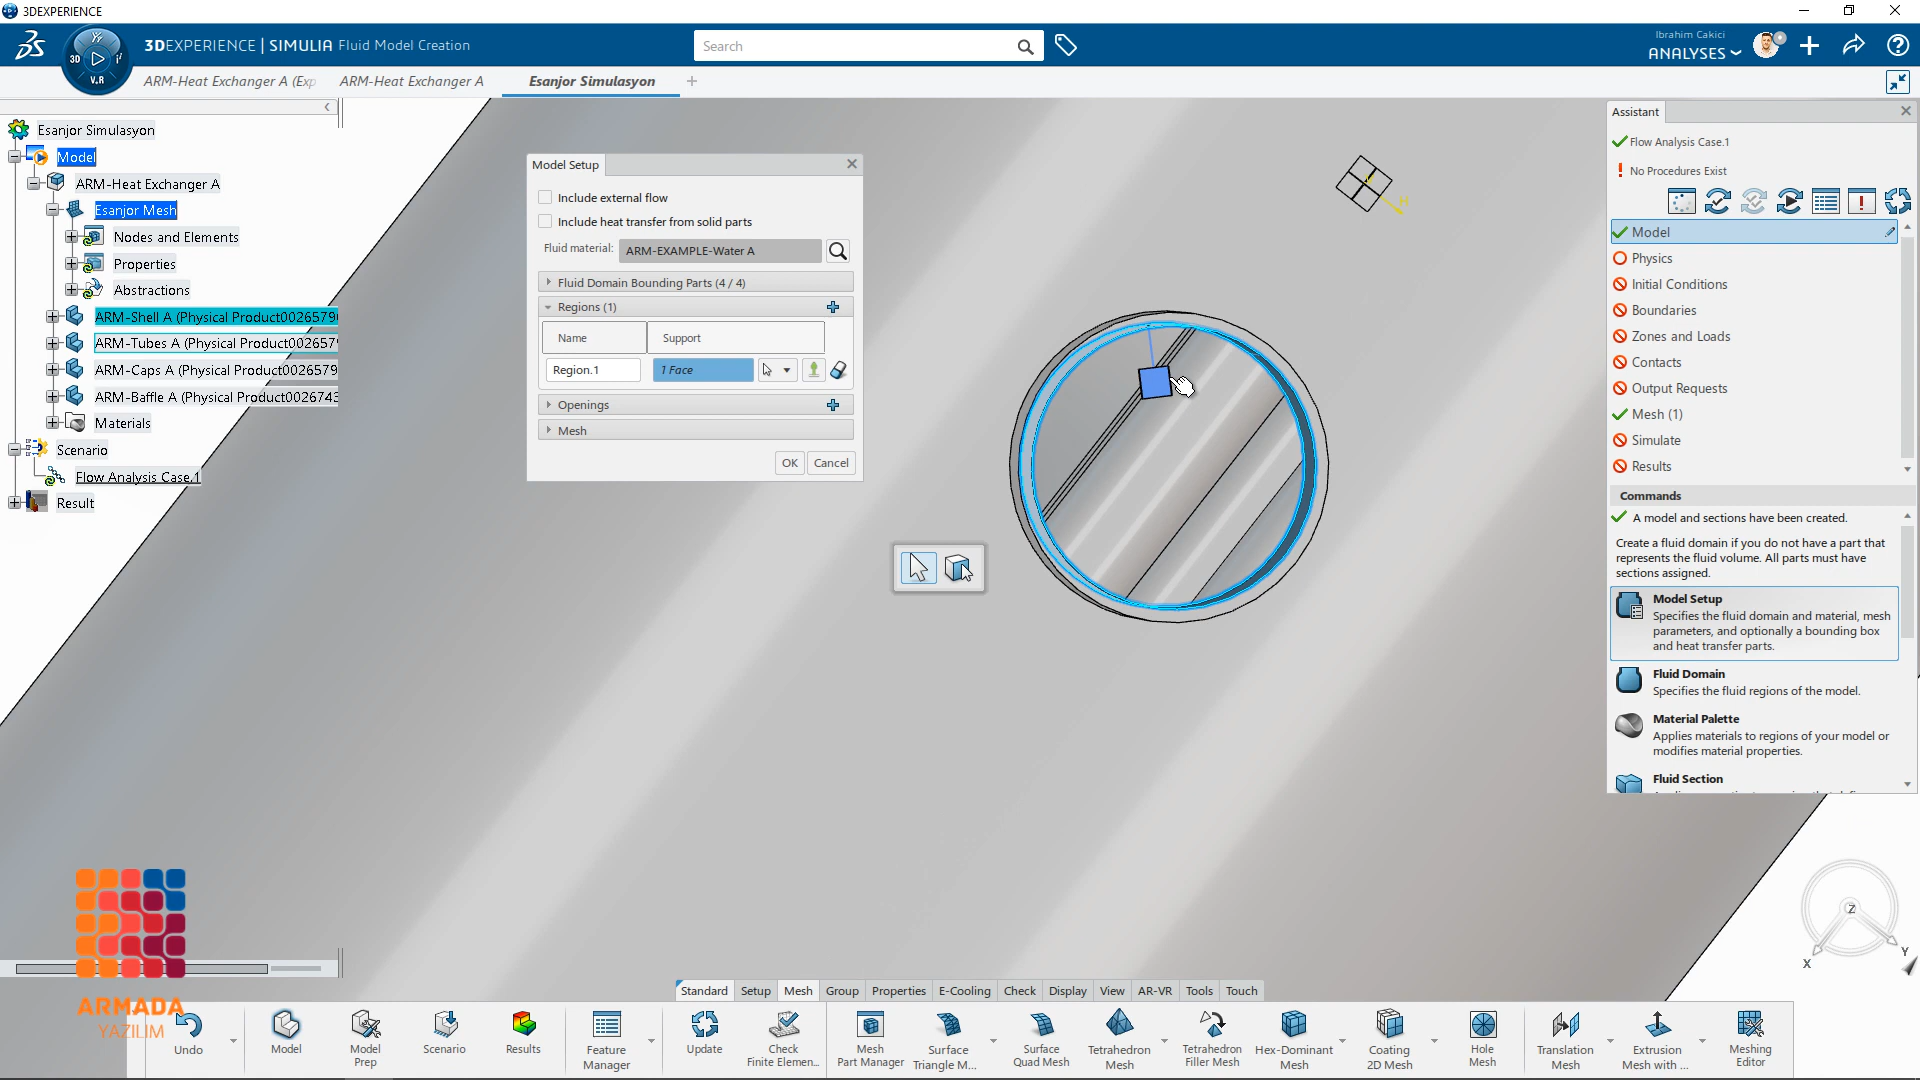 3DEXPERIENCE
3DEXPERIENCE | SIMULIA Fluid Model Creation
Search
Ibrahim Cakici
ANALYSES
3D
V.R
ARM-Heat Exchanger A (Exp
ARM-Heat Exchanger A
Esanjor Simulasyon
Esanjor Simulasyon
Model
ARM-Heat Exchanger A
Esanjor Mesh
Nodes and Elements
Properties
Abstractions
ARM-Shell A (Physical Product0026579
ARM-Tubes A (Physical Product002657
ARM-Caps A (Physical Product0026579
ARM-Baffle A (Physical Product002674
Materials
Scenario
Flow Analysis Case.1
Result
Model Setup
Include external flow
Include heat transfer from solid parts
Fluid material:
ARM-EXAMPLE-Water A
Fluid Domain Bounding Parts (4 / 4)
Regions (1)
Name
Support
Region.1
1 Face
Openings
Mesh
OK
Cancel
H
Assistant
Flow Analysis Case.1
No Procedures Exist
Model
Physics
Initial Conditions
Boundaries
Zones and Loads
Contacts
Output Requests
Mesh (1)
Simulate
Results
Commands
A model and sections have been created.
Create a fluid domain if you do not have a part that
represents the fluid volume. All parts must have
sections assigned.
Model Setup
Specifies the fluid domain and material, mesh
parameters, and optionally a bounding box
and heat transfer parts.
Fluid Domain
Specifies the fluid regions of the model.
Material Palette
Applies materials to regions of your model or
modifies material properties.
Fluid Section
Z
X
Y
ARMADA
YAZILIM
Standard
Setup
Mesh
Group
Properties
E-Cooling
Check
Display
View
AR-VR
Tools
Touch
Undo
Model
Model
Prep
Scenario
Results
Feature
Manager
Update
Check
Finite Elemen...
Mesh
Part Manager
Surface
Triangle M...
Surface
Quad Mesh
Tetrahedron
Mesh
Tetrahedron
Filler Mesh
Hex-Dominant
Mesh
Coating
2D Mesh
Hole
Mesh
Translation
Mesh
Extrusion
Mesh with ...
Meshing
Editor